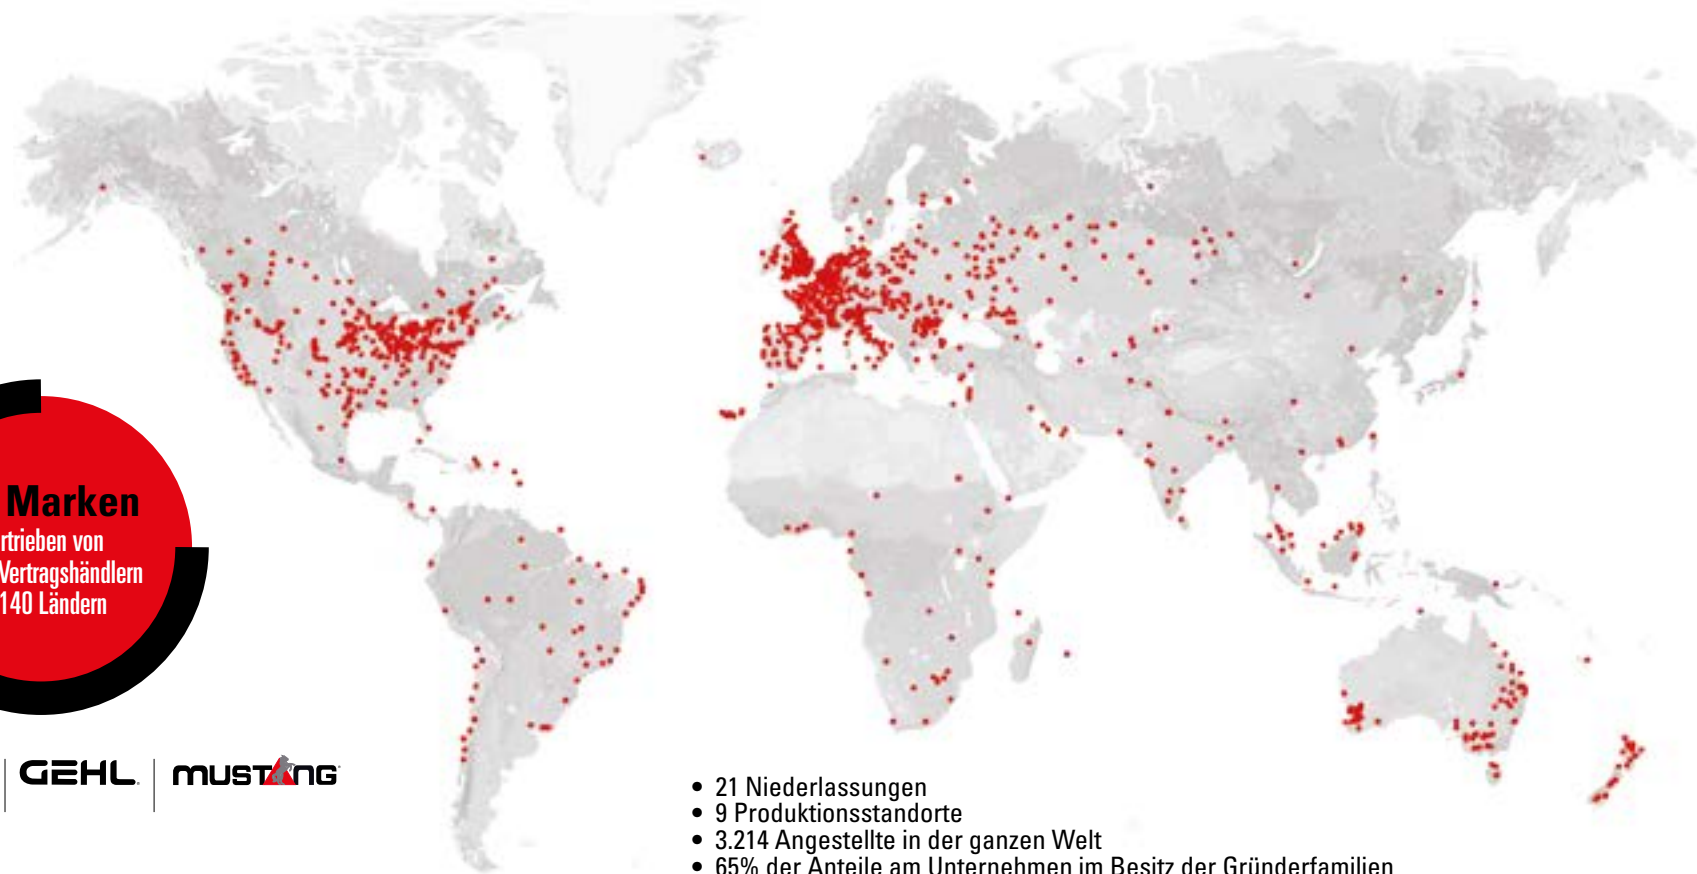 Marken
rtrieben von
Vertragshändlern
140 Ländern
GEHL
MUSTANG
• 21 Niederlassungen
• 9 Produktionsstandorte
• 3.214 Angestellte in der ganzen Welt
• 65% der Anteile am Unternehmen im Besitz der Gründerfamilien